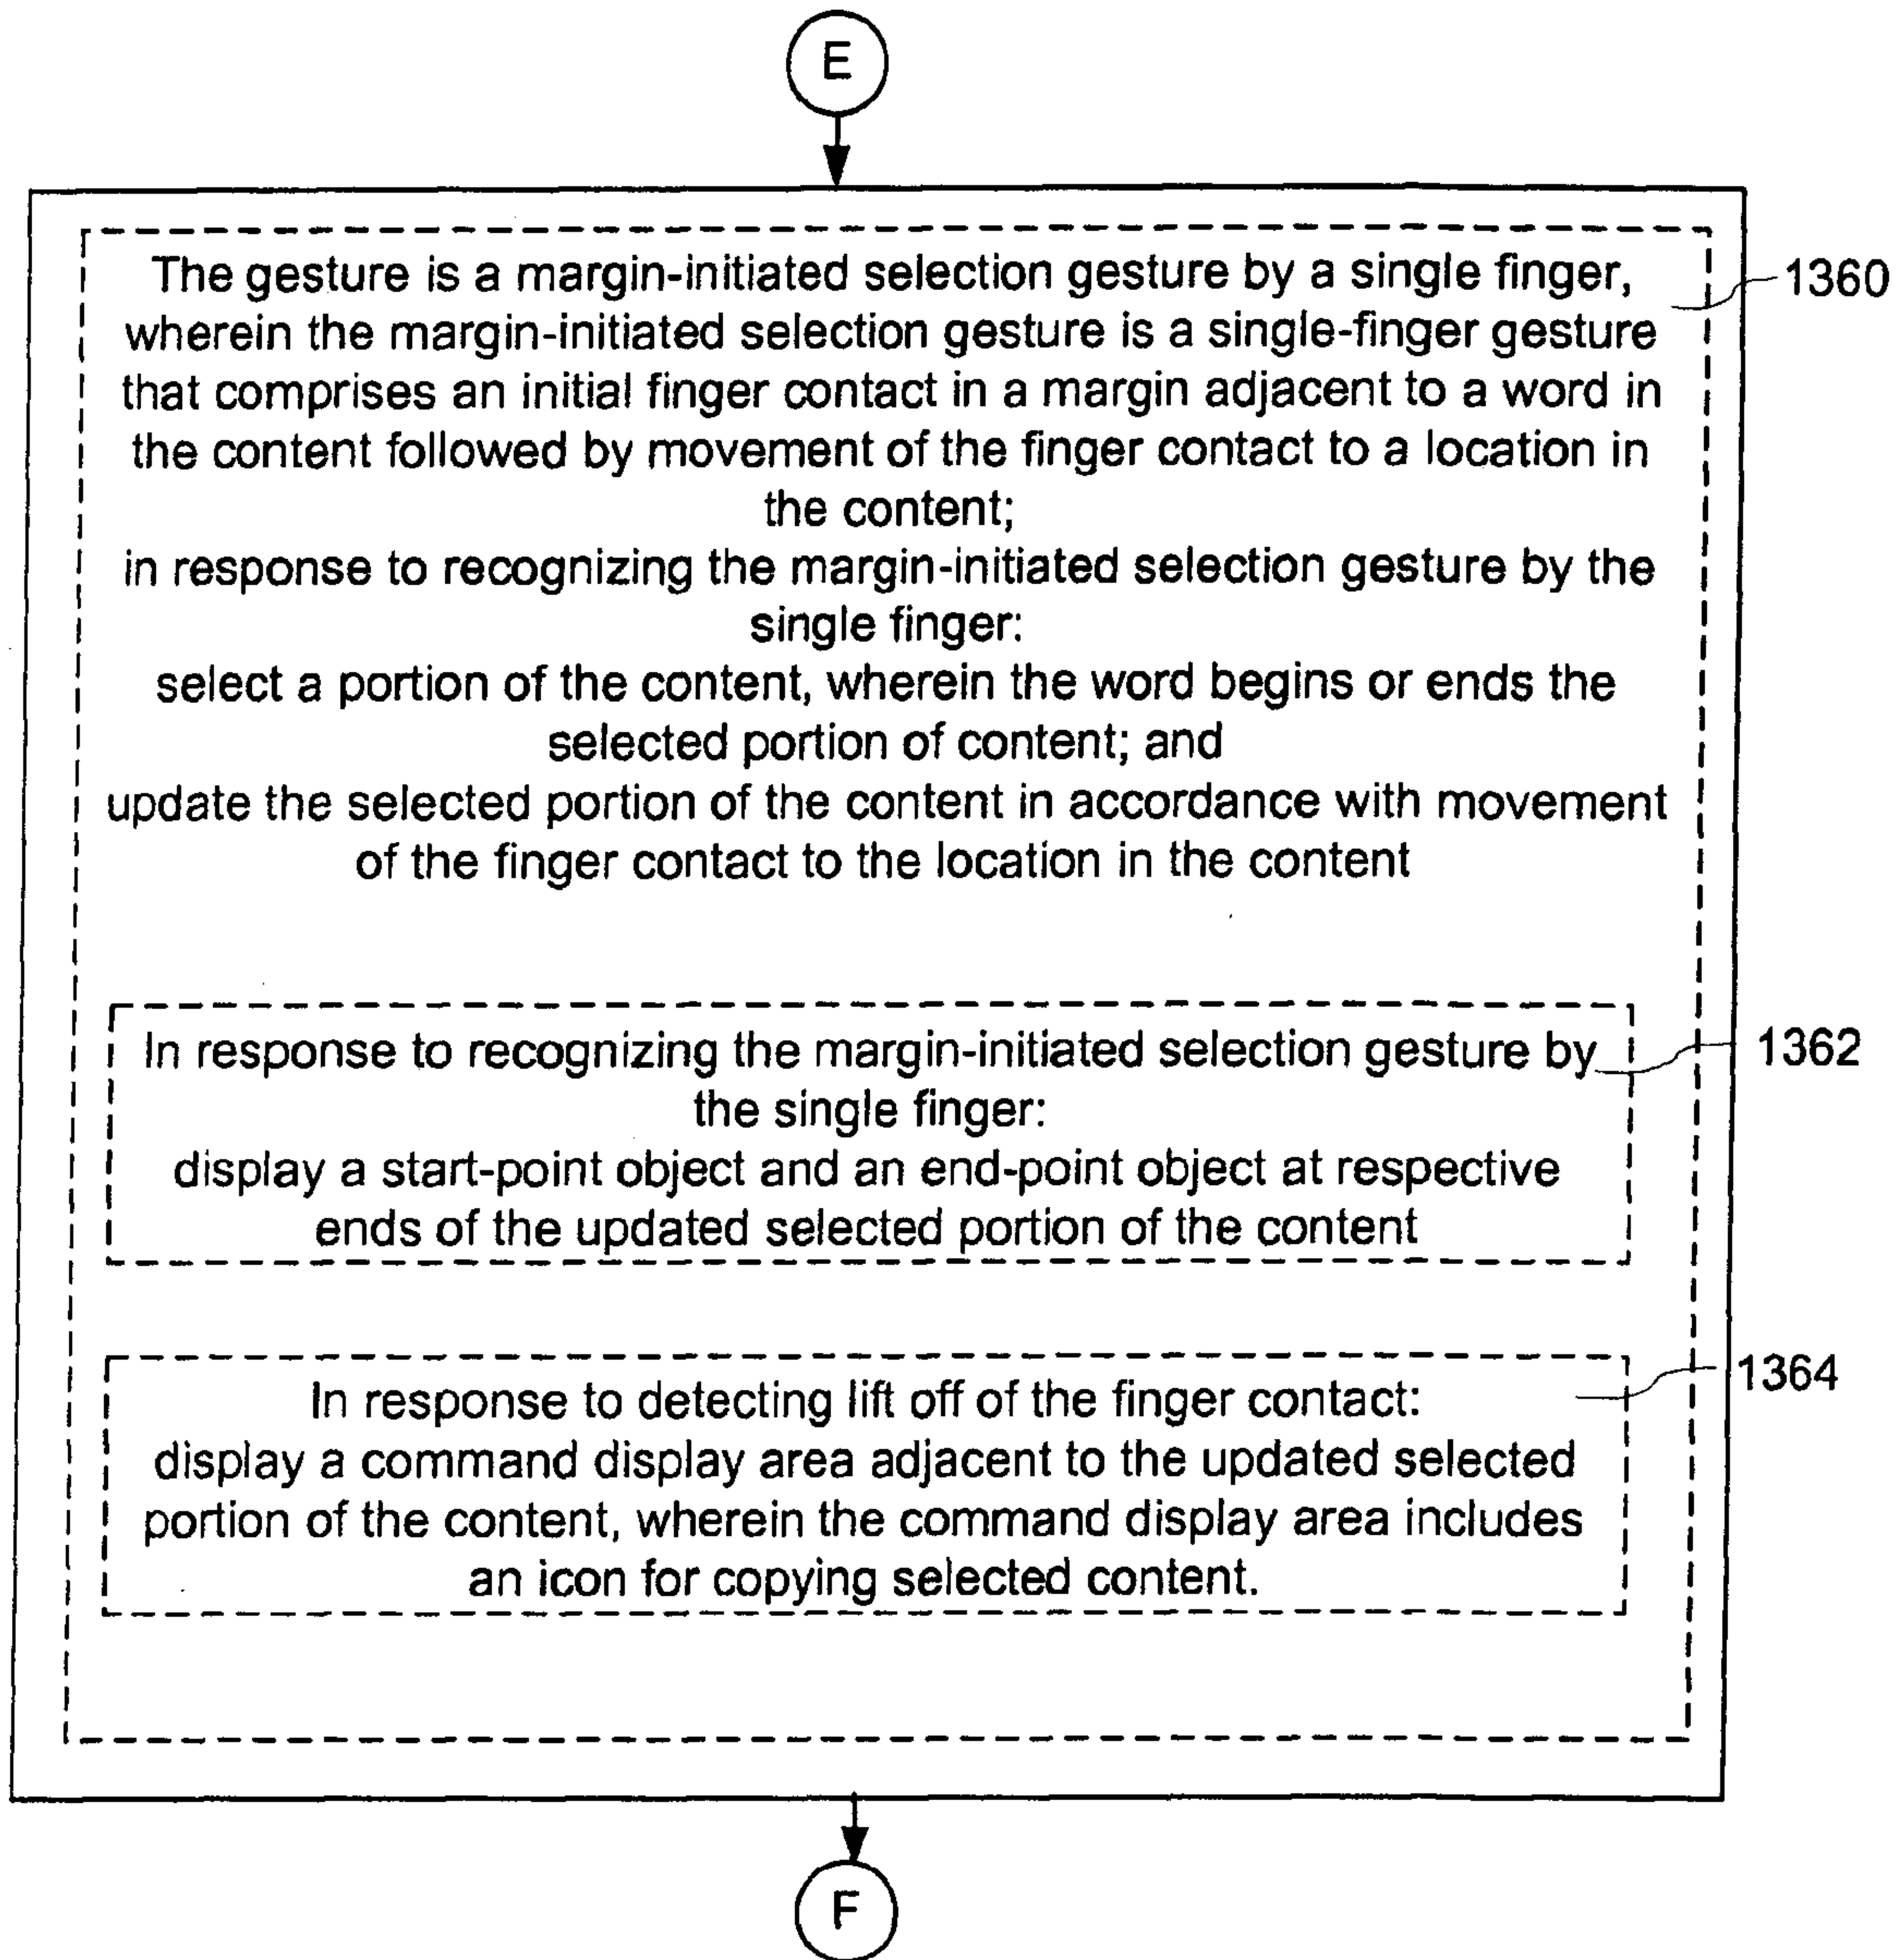 E
The gesture is a margin-initiated selection gesture by a single finger,
1360
wherein the margin-initiated selection gesture is a single-finger gesture
that comprises an initial finger contact in a margin adjacent to a word in
the content followed by movement of the finger contact to a location in
the content;
in response to recognizing the margin-initiated selection gesture by the
single finger:
select a portion of the content, wherein the word begins or ends the
selected portion of content; and
update the selected portion of the content in accordance with movement
of the finger contact to the location in the content
In response to recognizing the margin-initiated selection gesture by
1362
the single finger:
display a start-point object and an end-point object at respective
ends of the updated selected portion of the content
In response to detecting lift off of the finger contact:
1364
display a command display area adjacent to the updated selected
portion of the content, wherein the command display area includes
an icon for copying selected content.
F